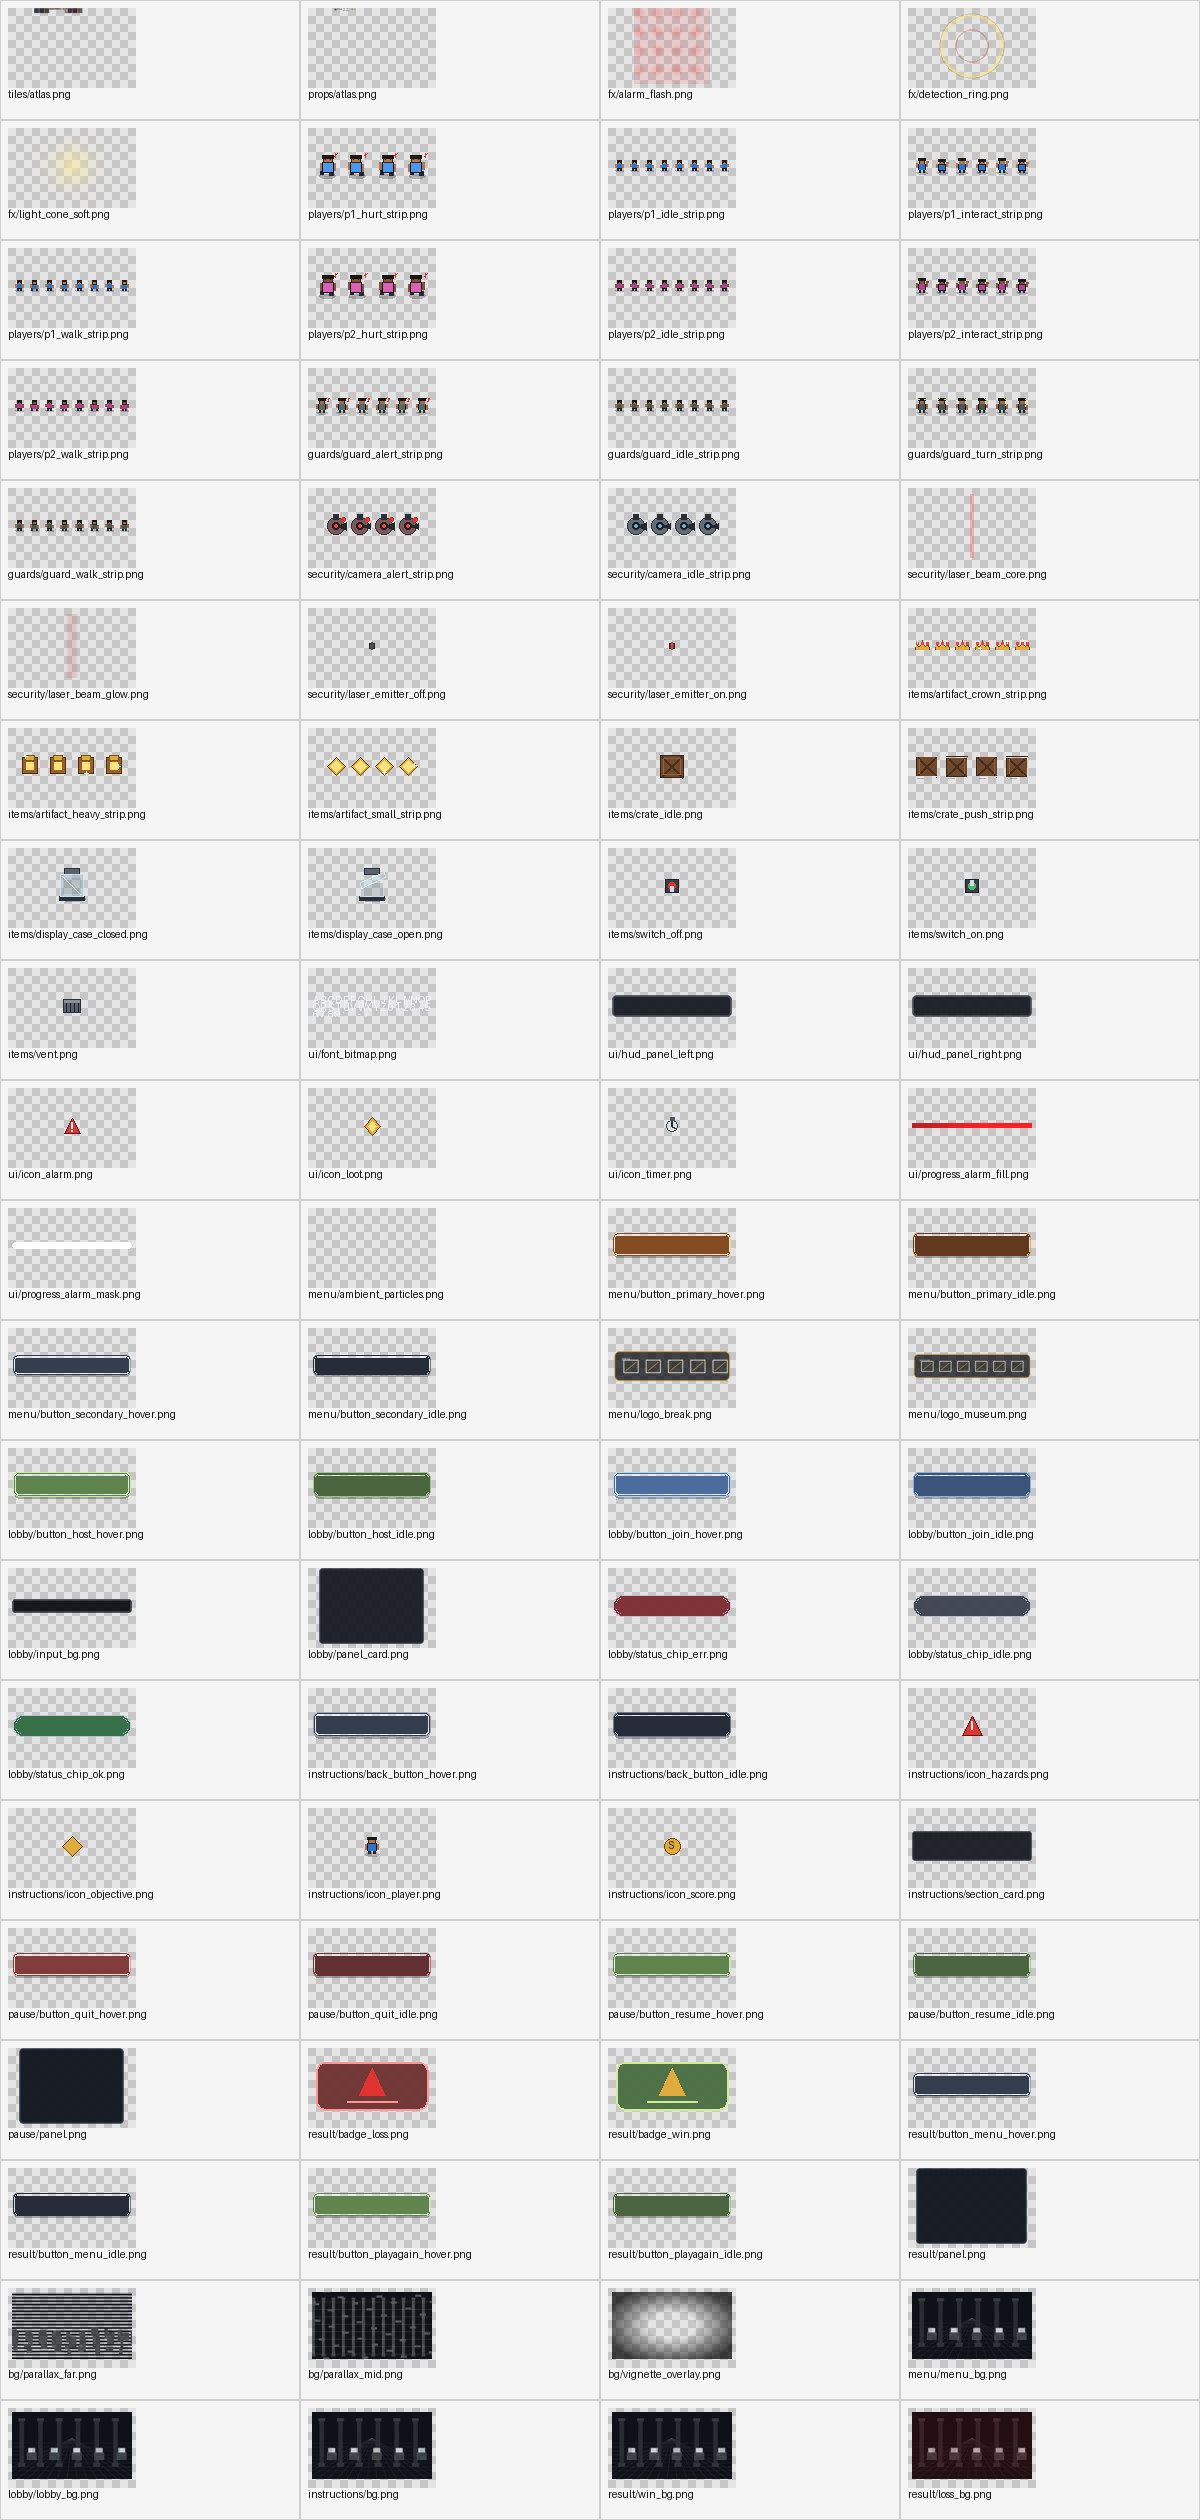 tiles/atlas.png
props/atlas.png
fx/alarm_flash.png
fx/detection_ring.png
fx/light_cone_soft.png
players/p1_hurt_strip.png
players/p1_idle_strip.png
players/p1_interact_strip.png
players/p1_walk_strip.png
players/p2_hurt_strip.png
players/p2_idle_strip.png
players/p2_interact_strip.png
players/p2_walk_strip.png
guards/guard_alert_strip.png
guards/guard_idle_strip.png
guards/guard_turn_strip.png
guards/guard_walk_strip.png
security/camera_alert_strip.png
security/camera_idle_strip.png
security/laser_beam_core.png
security/laser_beam_glow.png
security/laser_emitter_off.png
security/laser_emitter_on.png
items/artifact_crown_strip.png
items/artifact_heavy_strip.png
items/artifact_small_strip.png
items/crate_idle.png
items/crate_push_strip.png
items/display_case_closed.png
items/display_case_open.png
items/switch_off.png
items/switch_on.png
items/vent.png
ui/font_bitmap.png
ui/hud_panel_left.png
ui/hud_panel_right.png
ui/icon_alarm.png
ui/icon_loot.png
ui/icon_timer.png
ui/progress_alarm_fill.png
ui/progress_alarm_mask.png
menu/ambient_particles.png
menu/button_primary_hover.png
menu/button_primary_idle.png
menu/button_secondary_hover.png
menu/button_secondary_idle.png
menu/logo_break.png
menu/logo_museum.png
lobby/button_host_hover.png
lobby/button_host_idle.png
lobby/button_join_hover.png
lobby/button_join_idle.png
lobby/input_bg.png
lobby/panel_card.png
lobby/status_chip_err.png
lobby/status_chip_idle.png
lobby/status_chip_ok.png
instructions/back_button_hover.png
instructions/back_button_idle.png
instructions/icon_hazards.png
instructions/icon_objective.png
instructions/icon_player.png
S
instructions/icon_score.png
instructions/section_card.png
pause/button_quit_hover.png
pause/button_quit_idle.png
pause/button_resume_hover.png
pause/button_resume_idle.png
pause/panel.png
result/badge_loss.png
result/badge_win.png
result/button_menu_hover.png
result/button_menu_idle.png
result/button_playagain_hover.png
result/button_playagain_idle.png
result/panel.png
bg/parallax_far.png
bg/parallax_mid.png
bg/vignette_overlay.png
menu/menu_bg.png
lobby/lobby_bg.png
instructions/bg.png
result/win_bg.png
result/loss_bg.png